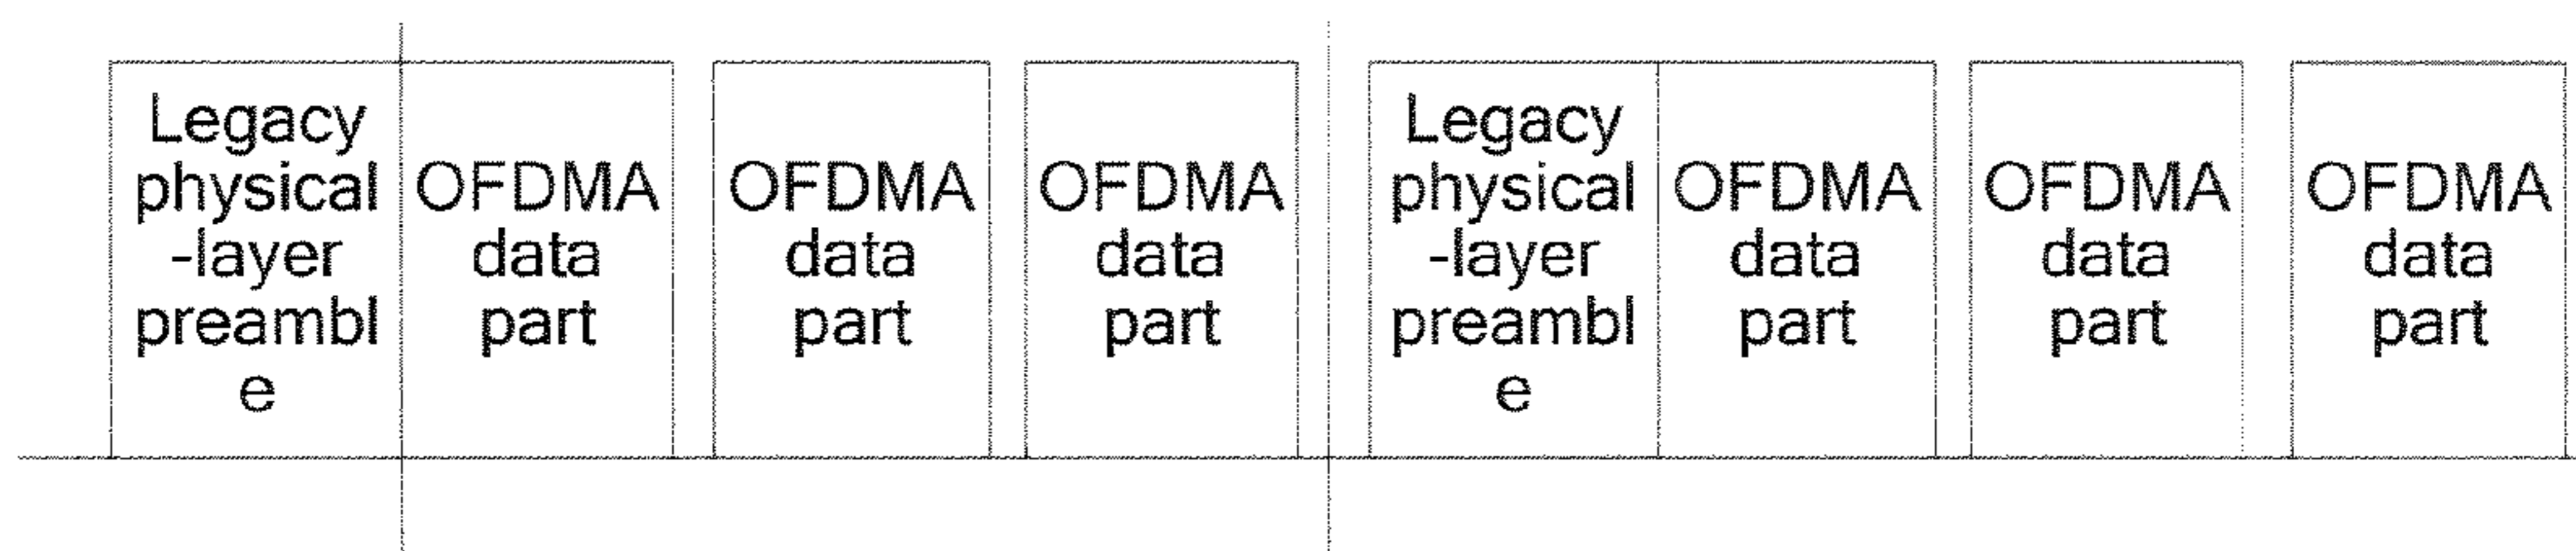 Legacy
physical
-layer
preambl
e
OFDMA
data
part
OFDMA
data
part
OFDMA
data
part
Legacy
physical
-layer
preambl
e
OFDMA
data
part
OFDMA
data
part
OFDMA
data
part